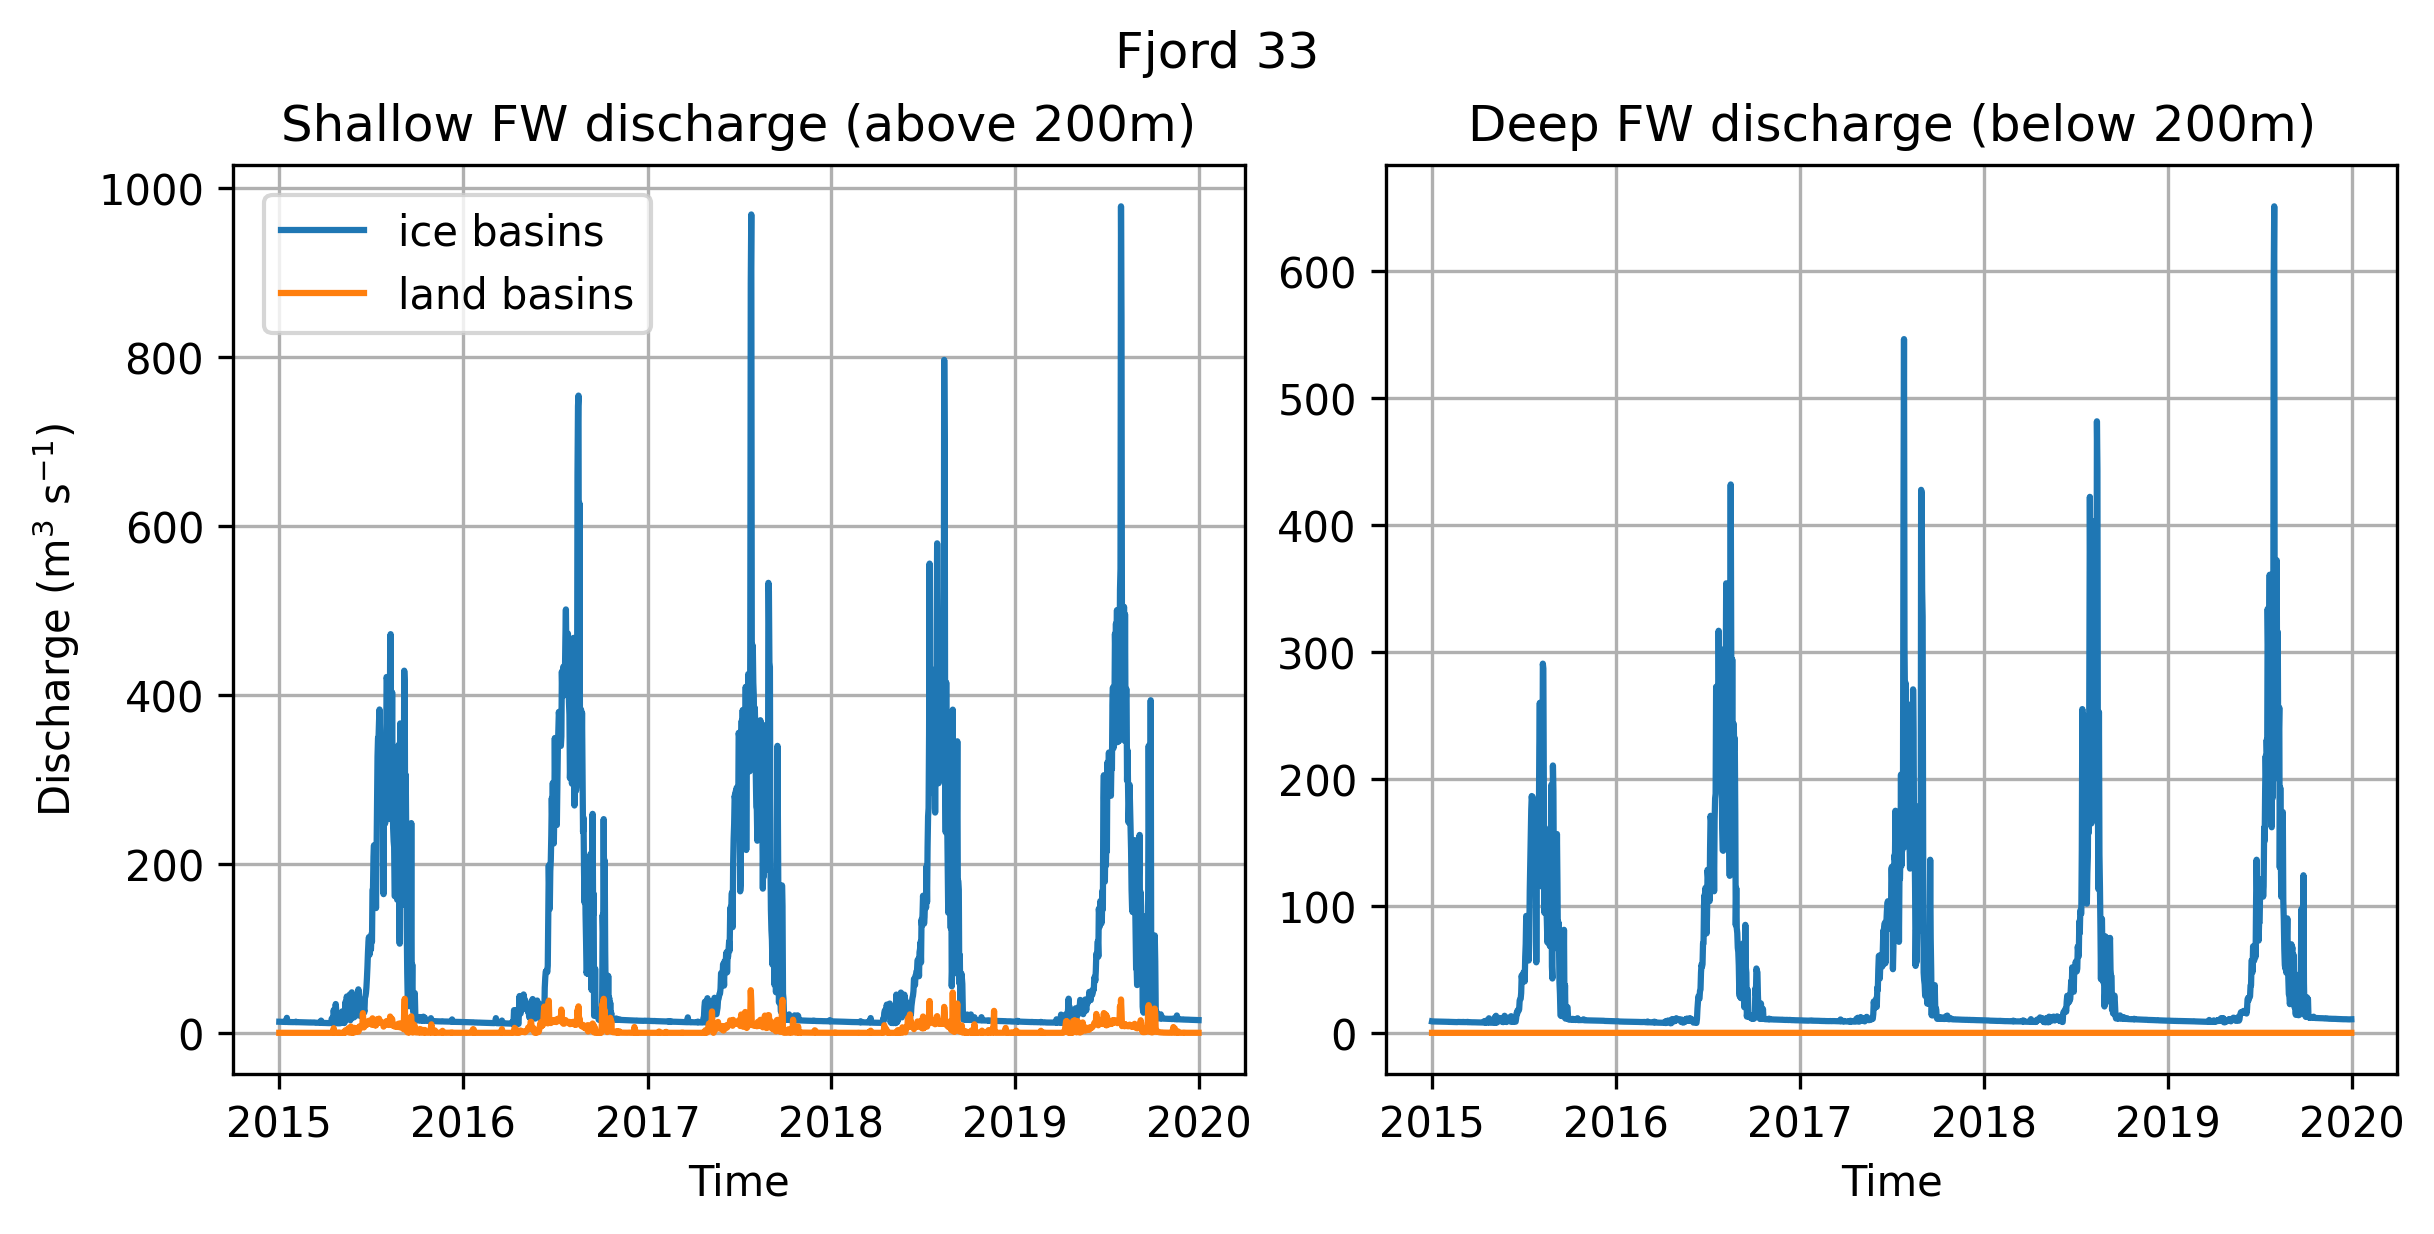 Fjord 33
Shallow FW discharge (above 200m)
Deep FW discharge (below 200m)
ice basins
land basins
Discharge (m³ s⁻¹)
1000
800
600
400
200
0
600
500
400
300
200
100
0
2015 2016 2017 2018 2019 2020
2015 2016 2017 2018 2019 2020
Time
Time